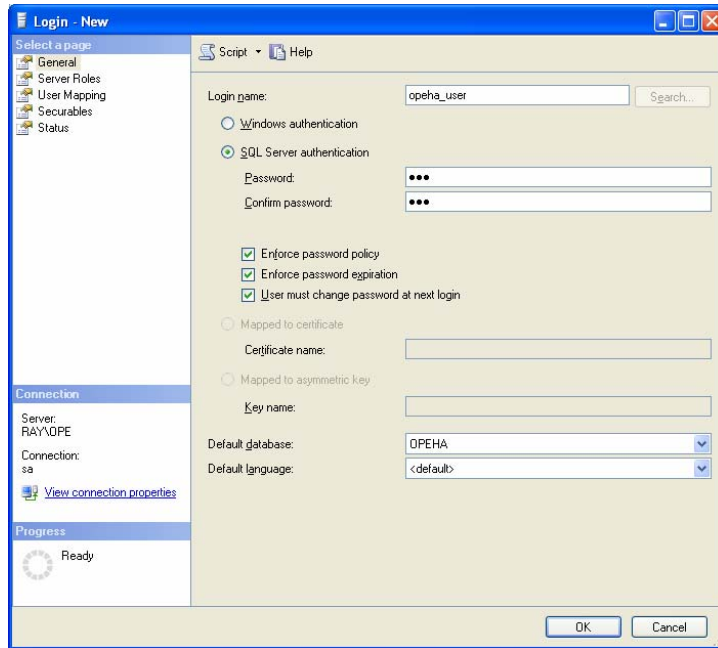 Login - New
Select a page
General
Server Roles
User Mapping
Securables
Status
Script
Help
Login name:
opeha_user
Search...
Windows authentication
SQL Server authentication
Password:
●●●
Confirm password:
●●●
Enforce password policy
Enforce password expiration
User must change password at next login
Mapped to certificate
Certificate name:
Mapped to asymmetric key
Key name:
Default database:
OPEHA
Default language:
<default>
Connection
Server:
RAY\OPE
Connection:
sa
View connection properties
Progress
Ready
OK
Cancel